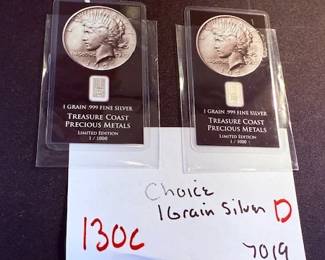 1 GRAIN .999 FINE SILVER
TREASURE COAST
PRECIOUS METALS
LIMITED EDITION
1 / 1000
1 GRAIN .999 FINE SILVER
TREASURE COAST
PRECIOUS METALS
LIMITED EDITION
1 / 1000
Choice
1 Grain Silver D
130c
7019